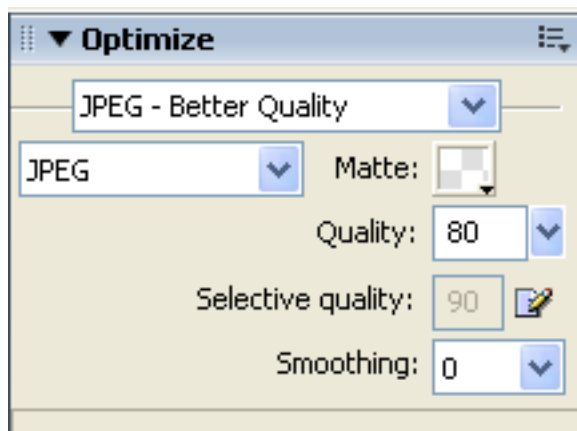 Optimize
JPEG - Better Quality
JPEG Matte:
Quality: 80
Selective quality: 90
Smoothing: 0